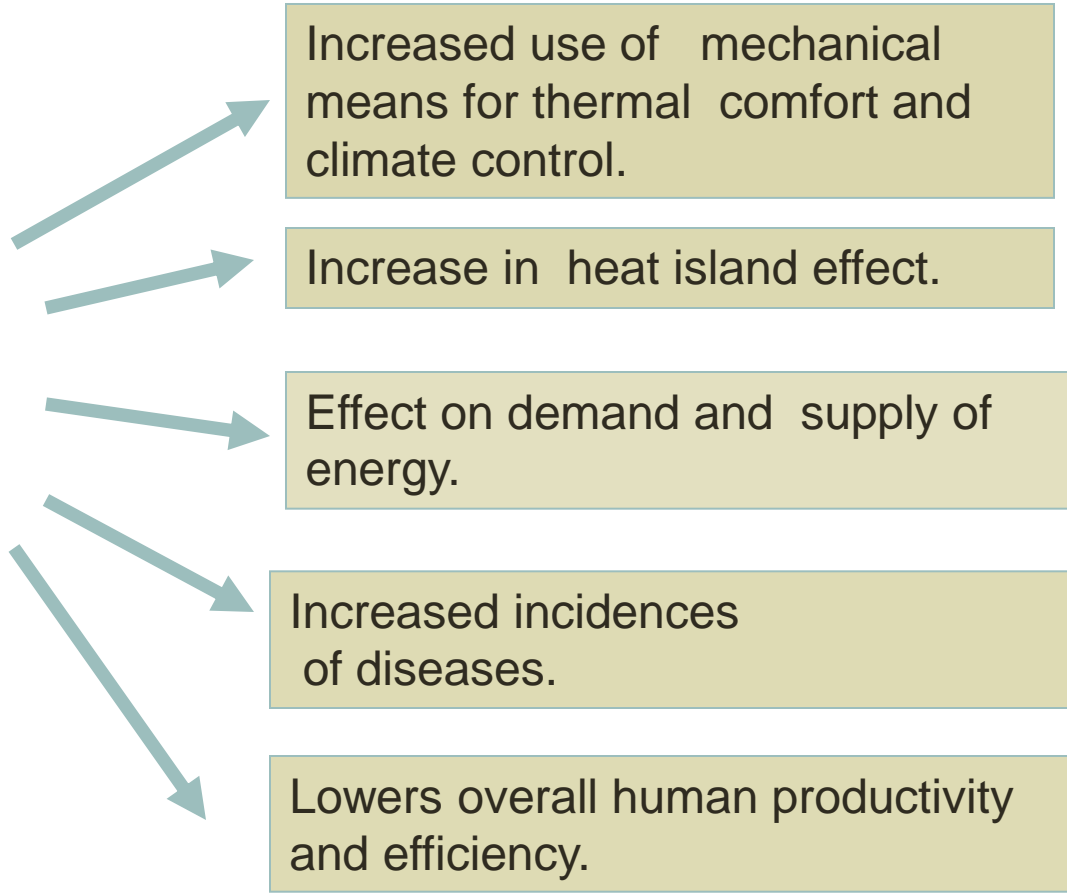 Increased use of mechanical
means for thermal comfort and
climate control.
Increase in heat island effect.
Effect on demand and supply of
energy.
Increased incidences
of diseases.
Lowers overall human productivity
and efficiency.